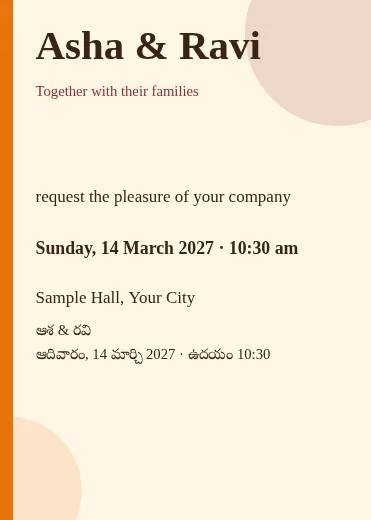 Asha & Ravi
Together with their families
request the pleasure of your company
Sunday, 14 March 2027 · 10:30 am
Sample Hall, Your City
ఆశ & రవి
ఆదివారం, 14 మార్చి 2027 · ఉదయం 10:30